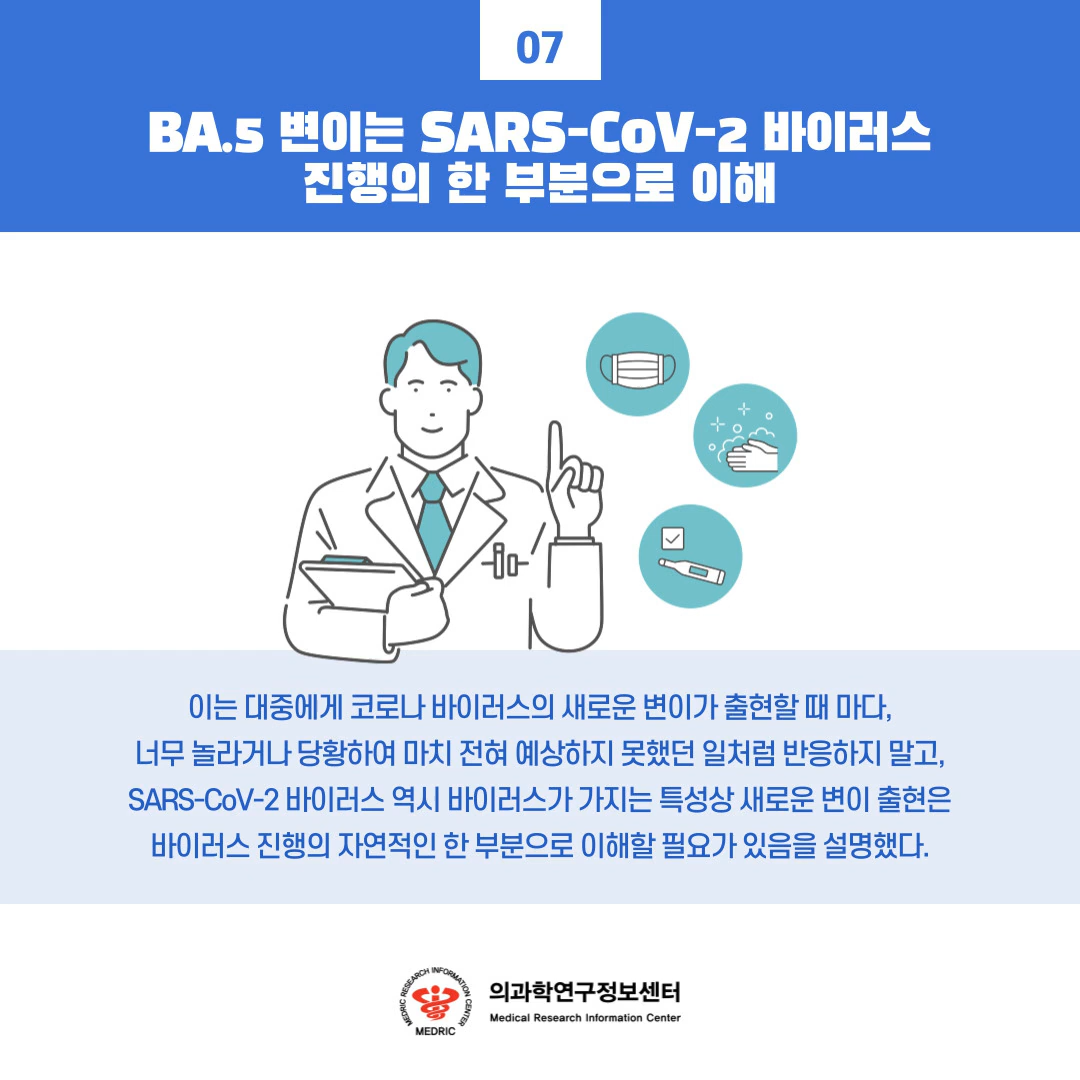 07
BA.5 변이는 SARS-CoV-2 바이러스
진행의 한 부분으로 이해
이는 대중에게 코로나 바이러스의 새로운 변이가 출현할 때 마다,
너무 놀라거나 당황하여 마치 전혀 예상하지 못했던 일처럼 반응하지 말고,
SARS-CoV-2 바이러스 역시 바이러스가 가지는 특성상 새로운 변이 출현은
바이러스 진행의 자연적인 한 부분으로 이해할 필요가 있음을 설명했다.
MEDRIC RESEARCH INFORMATION CENTER
MEDRIC
의과학연구정보센터
Medical Research Information Center